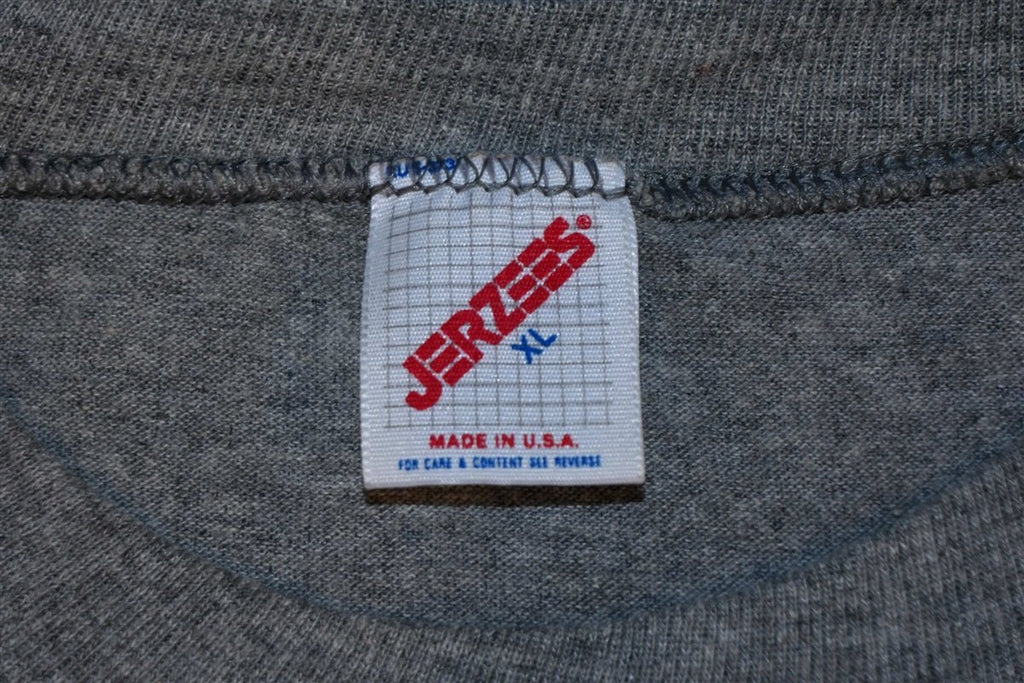 JERZEES®
XL
MADE IN U.S.A.
FOR CARE & CONTENT SEE REVERSE